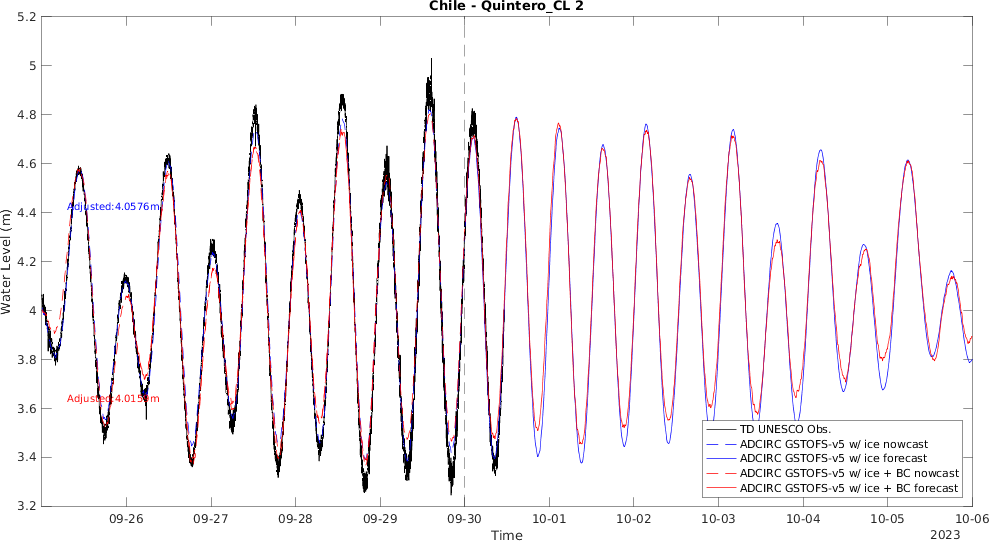 Chile - Quintero_CL 2
5.2
5
4.8
4.6
4.4
4.2
4
3.8
3.6
3.4
3.2
Water Level (m)
Adjusted:4.0576m
Adjusted:4.015 m
TD UNESCO Obs.
ADCIRC GSTOFS-v5 w/ ice nowcast
ADCIRC GSTOFS-v5 w/ ice forecast
ADCIRC GSTOFS-v5 w/ ice + BC nowcast
ADCIRC GSTOFS-v5 w/ ice + BC forecast
09-26 09-27 09-28 09-29 09-30 10-01 10-02 10-03 10-04 10-05 10-06
Time
2023